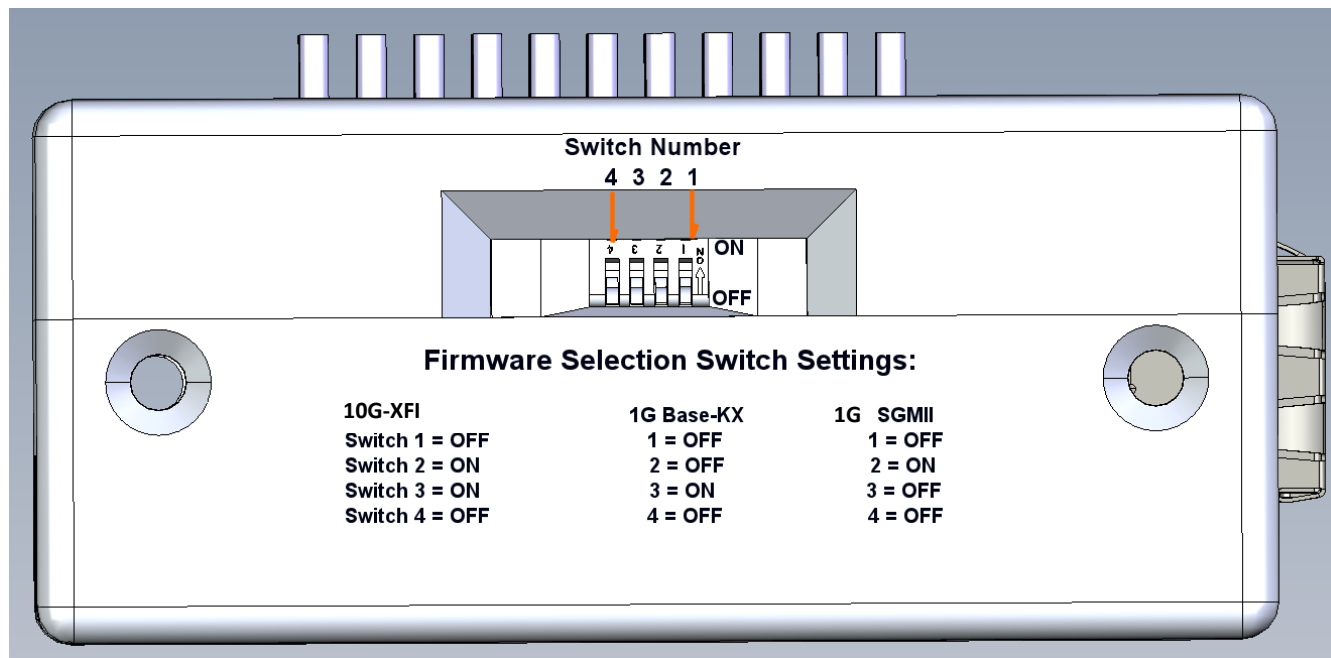 Switch Number
4 3 2 1
4 3 2 1 ON
ON
OFF
Firmware Selection Switch Settings:
10G-XFI 1G Base-KX 1G SGMII
Switch 1 = OFF 1 = OFF 1 = OFF
Switch 2 = ON 2 = OFF 2 = ON
Switch 3 = ON 3 = ON 3 = OFF
Switch 4 = OFF 4 = OFF 4 = OFF